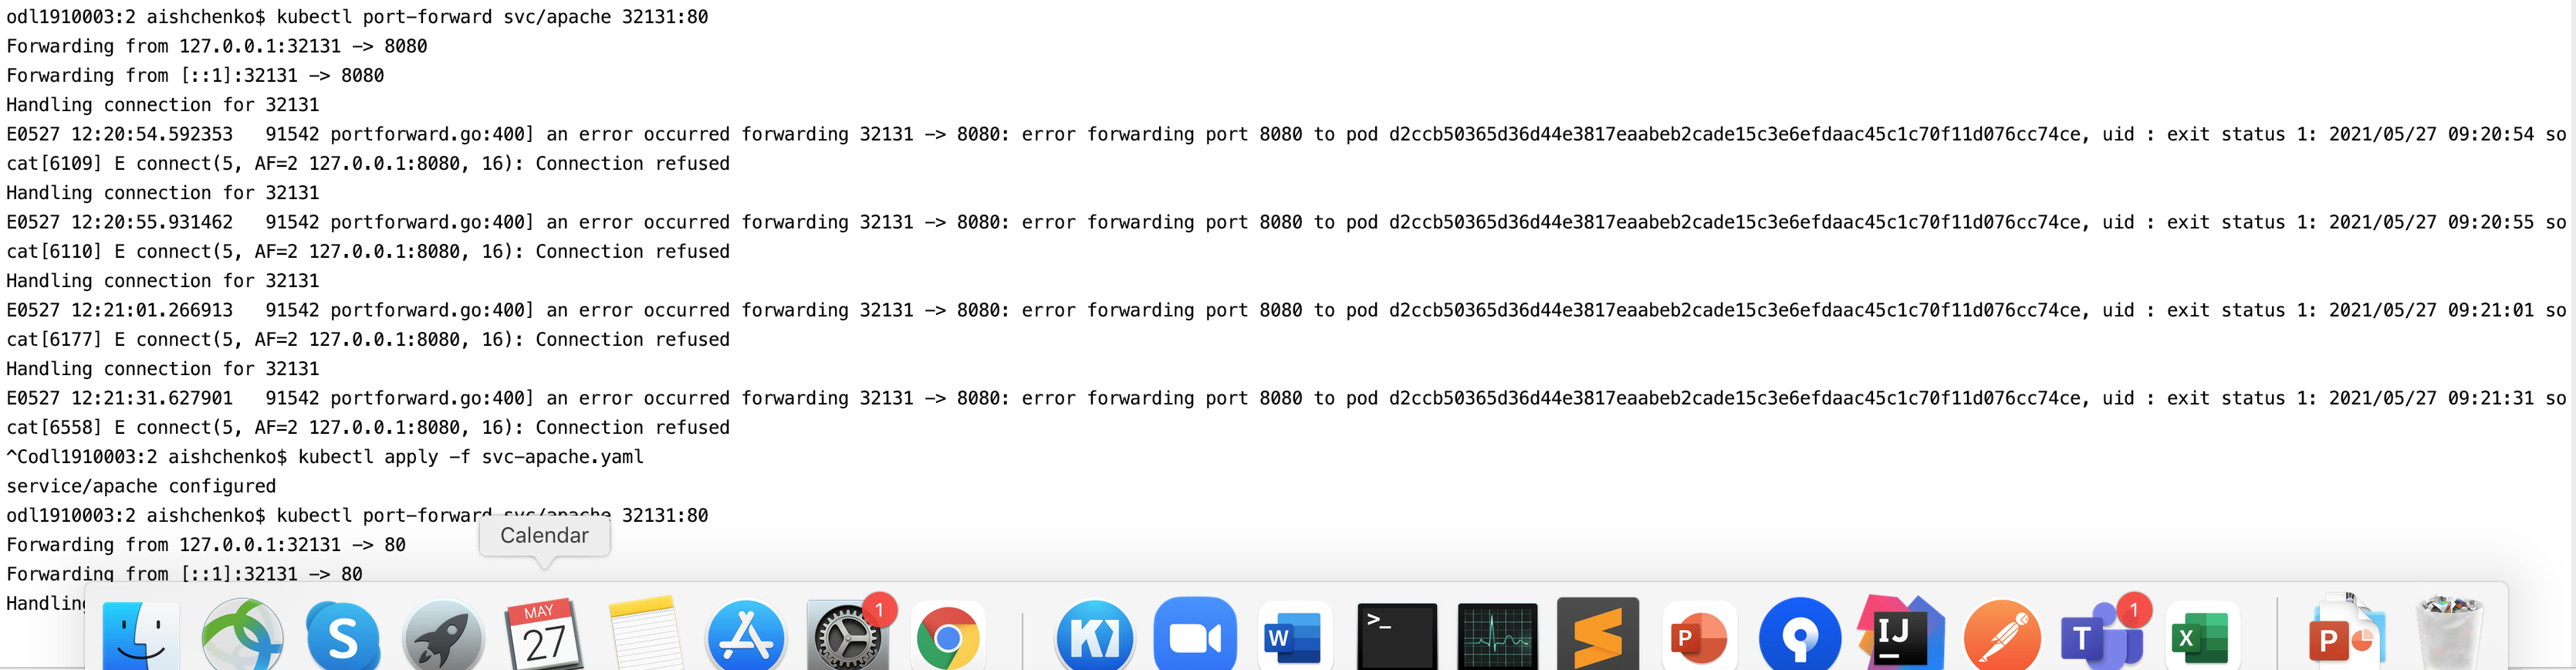 odl1910003:2 aishchenko$ kubectl port-forward svc/apache 32131:80
Forwarding from 127.0.0.1:32131 -> 8080
Forwarding from [::1]:32131 -> 8080
Handling connection for 32131
E0527 12:20:54.592353   91542 portforward.go:400] an error occurred forwarding 32131 -> 8080: error forwarding port 8080 to pod d2ccb50365d36d44e3817eaabeb2cade15c3e6efdaac45c1c70f11d076cc74ce, uid : exit status 1: 2021/05/27 09:20:54 so
cat[6109] E connect(5, AF=2 127.0.0.1:8080, 16): Connection refused
Handling connection for 32131
E0527 12:20:55.931462   91542 portforward.go:400] an error occurred forwarding 32131 -> 8080: error forwarding port 8080 to pod d2ccb50365d36d44e3817eaabeb2cade15c3e6efdaac45c1c70f11d076cc74ce, uid : exit status 1: 2021/05/27 09:20:55 so
cat[6110] E connect(5, AF=2 127.0.0.1:8080, 16): Connection refused
Handling connection for 32131
E0527 12:21:01.266913   91542 portforward.go:400] an error occurred forwarding 32131 -> 8080: error forwarding port 8080 to pod d2ccb50365d36d44e3817eaabeb2cade15c3e6efdaac45c1c70f11d076cc74ce, uid : exit status 1: 2021/05/27 09:21:01 so
cat[6177] E connect(5, AF=2 127.0.0.1:8080, 16): Connection refused
Handling connection for 32131
E0527 12:21:31.627901   91542 portforward.go:400] an error occurred forwarding 32131 -> 8080: error forwarding port 8080 to pod d2ccb50365d36d44e3817eaabeb2cade15c3e6efdaac45c1c70f11d076cc74ce, uid : exit status 1: 2021/05/27 09:21:31 so
cat[6558] E connect(5, AF=2 127.0.0.1:8080, 16): Connection refused
^Codl1910003:2 aishchenko$ kubectl apply -f svc-apache.yaml
service/apache configured
odl1910003:2 aishchenko$ kubectl port-forward svc/apache 32131:80
Calendar
Forwarding from 127.0.0.1:32131 -> 80
Forwarding from [::1]:32131 -> 80
Handling
S MAY 27 1 K W >_ P IJ T 1 X P